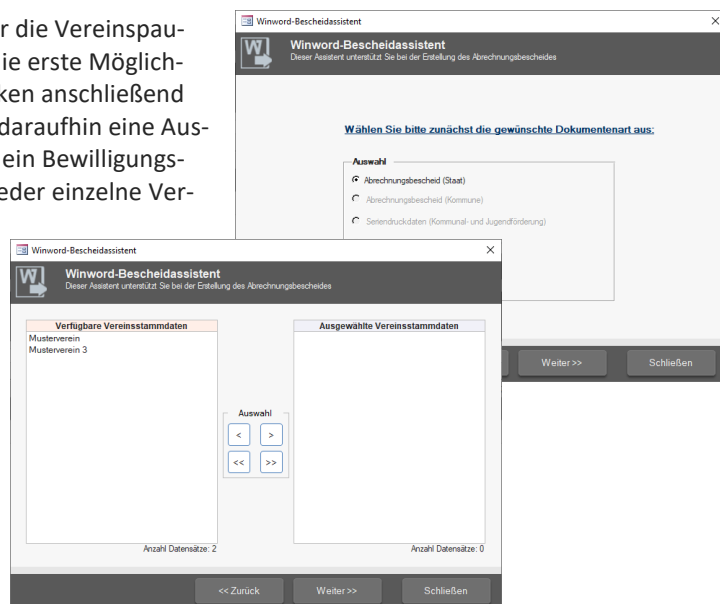 r die Vereinspau-
ie erste Möglich-
ken anschließend
daraufhin eine Aus-
ein Bewilligungs-
eder einzelne Ver-
Winword-Bescheidassistent
Winword-Bescheidassistent
Dieser Assistent unterstützt Sie bei der Erstellung des Abrechnungsbescheides
Wählen Sie bitte zunächst die gewünschte Dokumentenart aus:
Auswahl
Abrechnungsbescheid (Staat)
Abrechnungsbescheid (Kommune)
Seriendruckdaten (Kommunal- und Jugendförderung)
Weiter >>
Schließen
Winword-Bescheidassistent
Winword-Bescheidassistent
Dieser Assistent unterstützt Sie bei der Erstellung des Abrechnungsbescheides
Verfügbare Vereinsstammdaten
Musterverein
Musterverein 3
Anzahl Datensätze: 2
Auswahl
< >
<< >>
Ausgewählte Vereinsstammdaten
Anzahl Datensätze: 0
<< Zurück
Weiter >>
Schließen